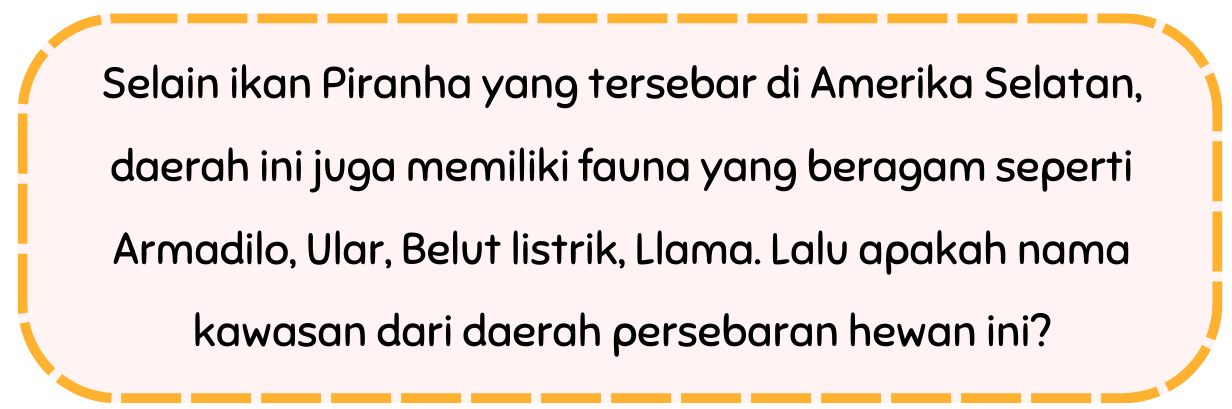 Selain ikan Piranha yang tersebar di Amerika Selatan,
daerah ini juga memiliki fauna yang beragam seperti
Armadilo, Ular, Belut listrik, Llama. Lalu apakah nama
kawasan dari daerah persebaran hewan ini?